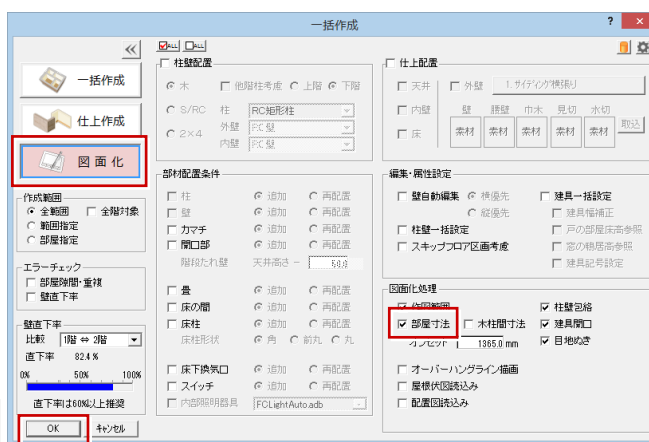 一括作成
? ×
一括作成
仕上作成
図面化
作成範囲
全範囲 全階対象
範囲指定
部屋指定
エラーチェック
部屋隙間・重複
壁直下率
壁直下率
比較 1階 ⇔ 2階
直下率 82.4 %
0% 50% 100%
直下率は60%以上推奨
OK キャンセル
ALL ALL
柱壁配置
木 他階柱考慮 上階 下階
S/RC 柱 RC矩形柱
2×4 外壁 RC壁
内壁 RC壁
部材配置条件
柱 追加 再配置
壁 追加 再配置
カマチ 追加 再配置
開口部 追加 再配置
階段たれ壁 天井高さ － 50.0
畳 追加 再配置
床の間 追加 再配置
床柱 追加 再配置
床柱形状 角 前丸 丸
床下換気口 追加 再配置
スイッチ 追加 再配置
内部照明器具 FCLightAuto.adb
仕上配置
天井 外壁 1.サイディング横張り
内壁 壁 腰壁 巾木 見切 水切
床 素材 素材 素材 素材 素材 取込
編集・属性設定
壁自動編集 横優先 建具一括設定
縦優先 建具幅補正
柱壁一括設定 戸の部屋床高参照
スキップフロア区画考慮 窓の梢居高参照
建具記号設定
図面化処理
作図範囲 柱壁包絡
部屋寸法 木柱間寸法 建具開口
オフセット 1365.0 mm 目地ぬき
オーバーハングライン描画
屋根伏図読込み
配置図読込み